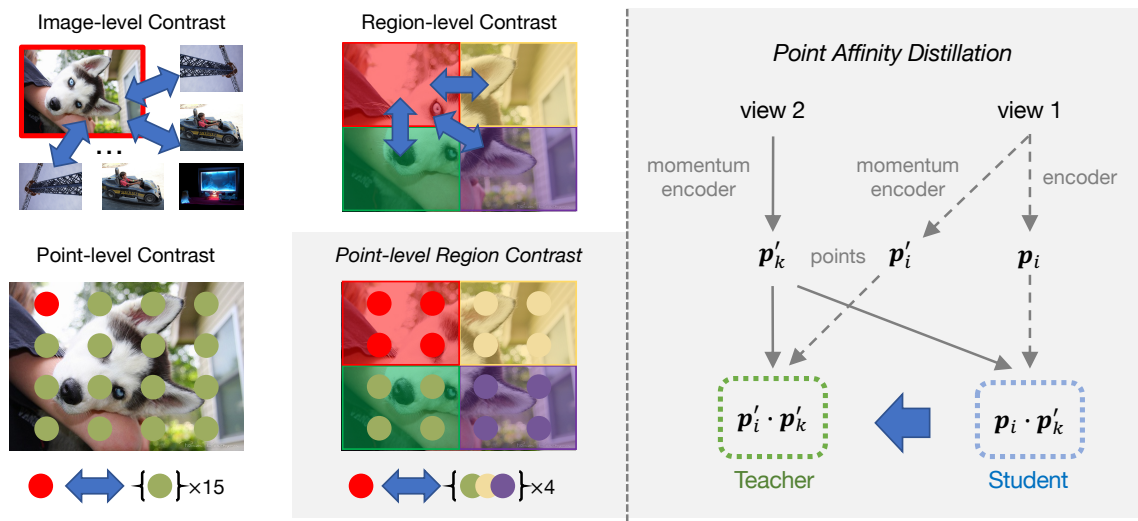 Image-level Contrast
Region-level Contrast
...
Point-level Contrast
Point-level Region Contrast
{ }×15
{ }×4
Point Affinity Distillation
view 2
view 1
momentum
encoder
momentum
encoder
encoder
p′k
points
p′i
pi
p′i · p′k
pi · p′k
Teacher
Student